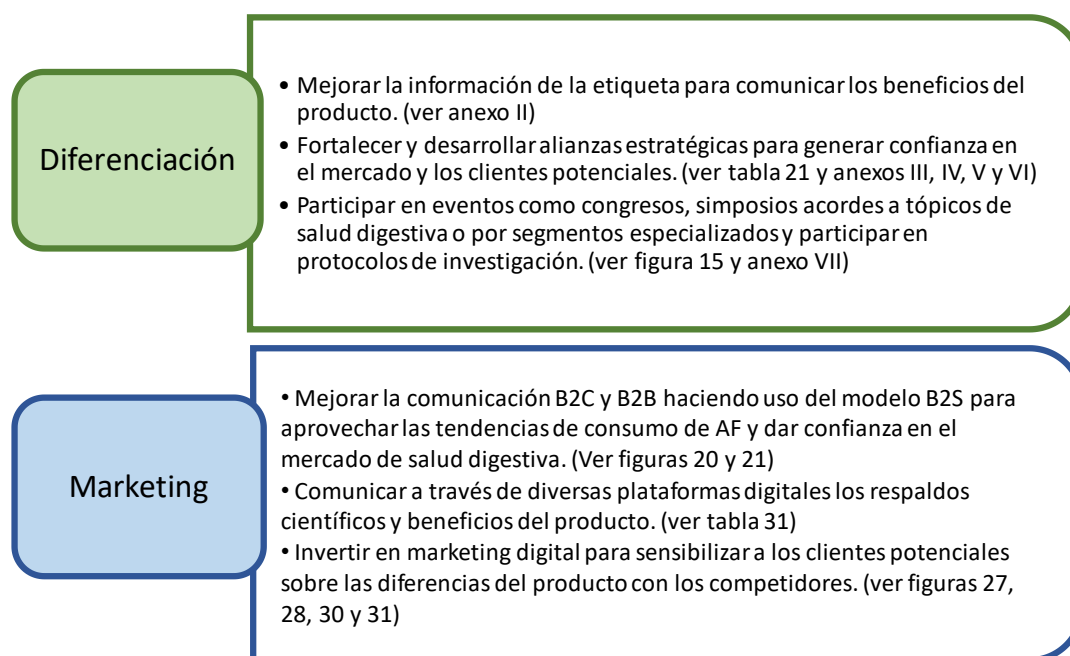 Diferenciación
• Mejorar la información de la etiqueta para comunicar los beneficios del
producto. (ver anexo II)
• Fortalecer y desarrollar alianzas estratégicas para generar confianza en
el mercado y los clientes potenciales. (ver tabla 21 y anexos III, IV, V y VI)
• Participar en eventos como congresos, simposios acordes a tópicos de
salud digestiva o por segmentos especializados y participar en
protocolos de investigación. (ver figura 15 y anexo VII)
Marketing
• Mejorar la comunicación B2C y B2B haciendo uso del modelo B2S para
aprovechar las tendencias de consumo de AF y dar confianza en el
mercado de salud digestiva. (Ver figuras 20 y 21)
• Comunicar a través de diversas plataformas digitales los respaldos
científicos y beneficios del producto. (ver tabla 31)
• Invertir en marketing digital para sensibilizar a los clientes potenciales
sobre las diferencias del producto con los competidores. (ver figuras 27,
28, 30 y 31)